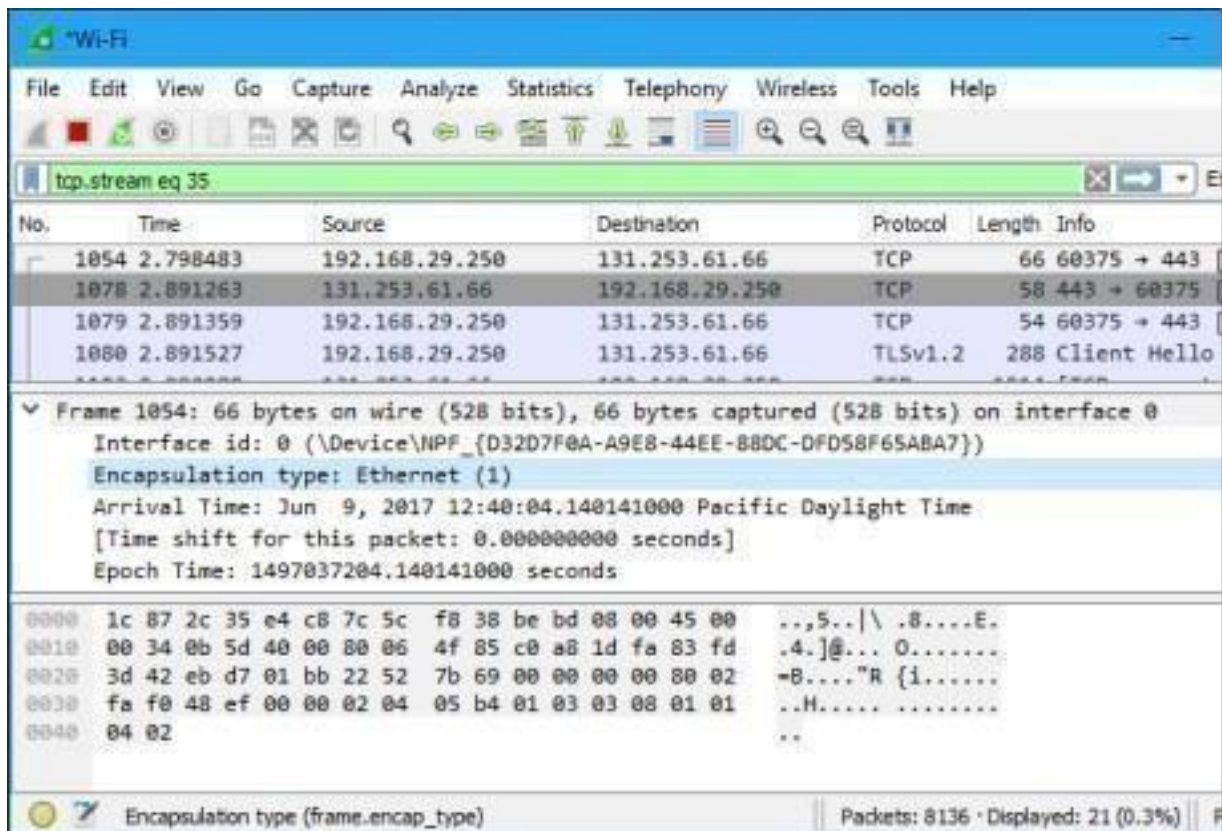 *Wi-Fi
File Edit View Go Capture Analyze Statistics Telephony Wireless Tools Help
tcp.stream eq 35
No. Time Source Destination Protocol Length Info
1054 2.798483 192.168.29.250 131.253.61.66 TCP 66 60375 → 443 [
1078 2.891263 131.253.61.66 192.168.29.250 TCP 58 443 → 60375 [
1079 2.891359 192.168.29.250 131.253.61.66 TCP 54 60375 → 443 [
1080 2.891527 192.168.29.250 131.253.61.66 TLSv1.2 288 Client Hello
Frame 1054: 66 bytes on wire (528 bits), 66 bytes captured (528 bits) on interface 0
Interface id: 0 (\Device\NPF_{D32D7F0A-A9E8-44EE-88DC-DFD58F65ABA7})
Encapsulation type: Ethernet (1)
Arrival Time: Jun 9, 2017 12:40:04.140141000 Pacific Daylight Time
[Time shift for this packet: 0.000000000 seconds]
Epoch Time: 1497037204.140141000 seconds
0000 1c 87 2c 35 e4 c8 7c 5c f8 38 be bd 08 00 45 00 ..,5..|\ .8....E.
0010 00 34 0b 5d 40 00 80 06 4f 85 c0 a8 1d fa 83 fd .4.]@... O.......
0020 3d 42 eb d7 01 bb 22 52 7b 69 00 00 00 00 80 02 =B...."R {i......
0030 fa f0 48 ef 00 00 02 04 05 b4 01 03 03 08 01 01 ..H..... ........
0040 04 02 ..
Encapsulation type (frame.encap_type) Packets: 8136 · Displayed: 21 (0.3%)